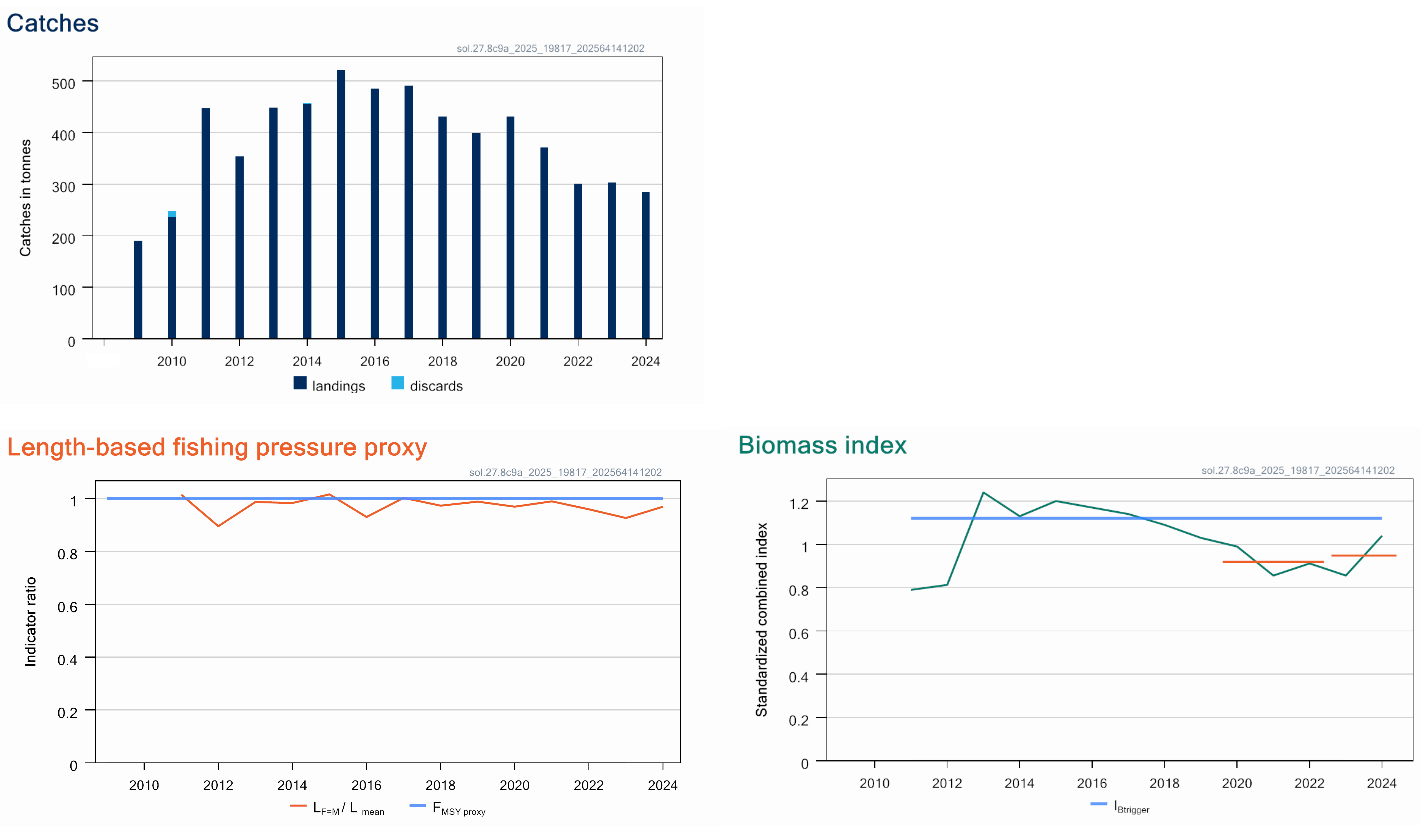 Catches
sol.27.8c9a_2025_19817_202564141202
500
400
300
200
100
0
Catches in tonnes
2010 2012 2014 2016 2018 2020 2022 2024
landings discards
Length-based fishing pressure proxy
sol.27.8c9a_2025_19817_202564141202
1
0.8
0.6
0.4
0.2
0
Indicator ratio
2010 2012 2014 2016 2018 2020 2022 2024
LF=M / L mean FMSY proxy
Biomass index
sol.27.8c9a_2025_19817_202564141202
1.2
1
0.8
0.6
0.4
0.2
0
Standardized combined index
2010 2012 2014 2016 2018 2020 2022 2024
IBtrigger